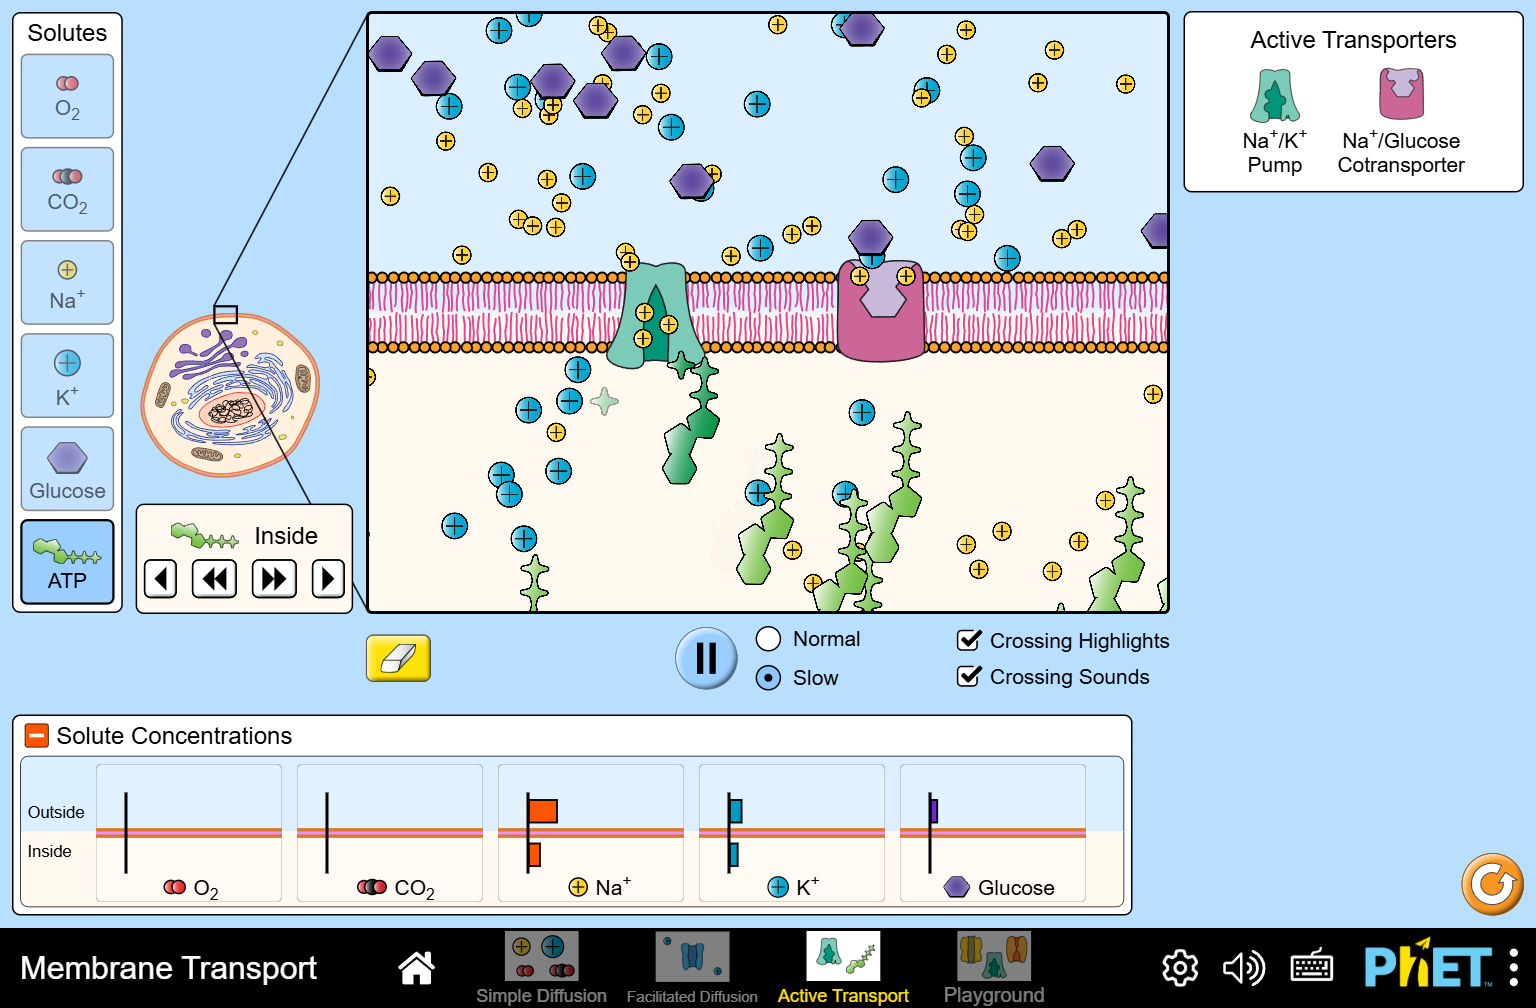 Solutes
O2
CO2
Na+
K+
Glucose
ATP
Inside
Active Transporters
Na+/K+
Pump
Na+/Glucose
Cotransporter
Normal
Slow
Crossing Highlights
Crossing Sounds
Solute Concentrations
Outside
Inside
O2
CO2
Na+
K+
Glucose
Membrane Transport
Simple Diffusion
Facilitated Diffusion
Active Transport
Playground
PhET